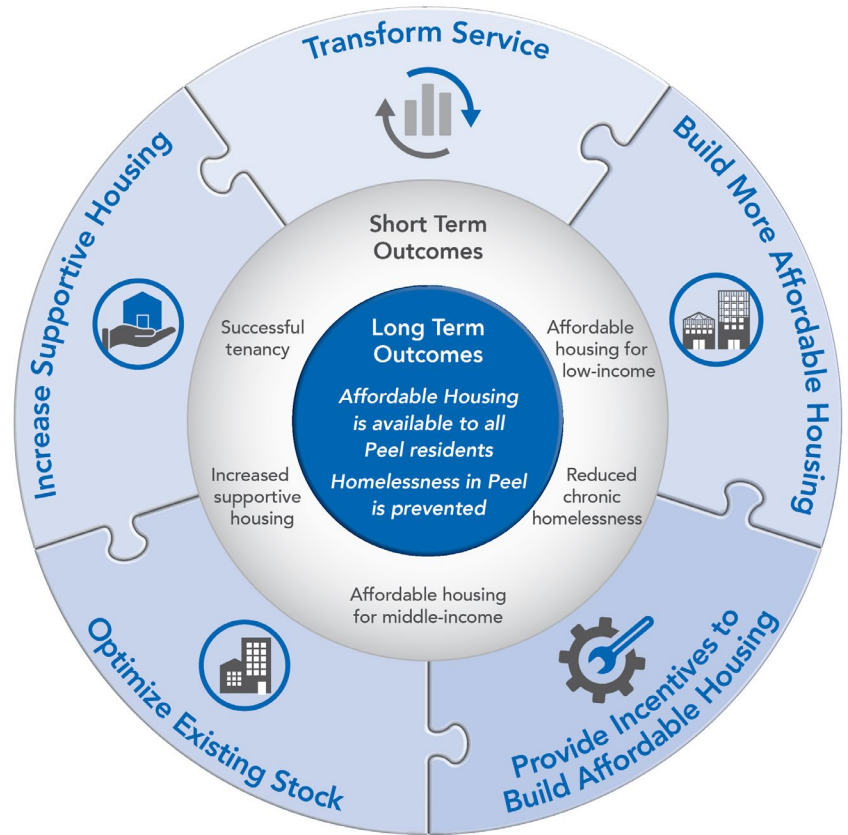 Transform Service
Build More Affordable Housing
Provide Incentives to
Build Affordable Housing
Optimize Existing Stock
Increase Supportive Housing
Short Term
Outcomes
Successful
tenancy
Affordable
housing for
low-income
Increased
supportive
housing
Reduced
chronic
homelessness
Affordable housing
for middle-income
Long Term
Outcomes
Affordable Housing
is available to all
Peel residents
Homelessness in Peel
is prevented